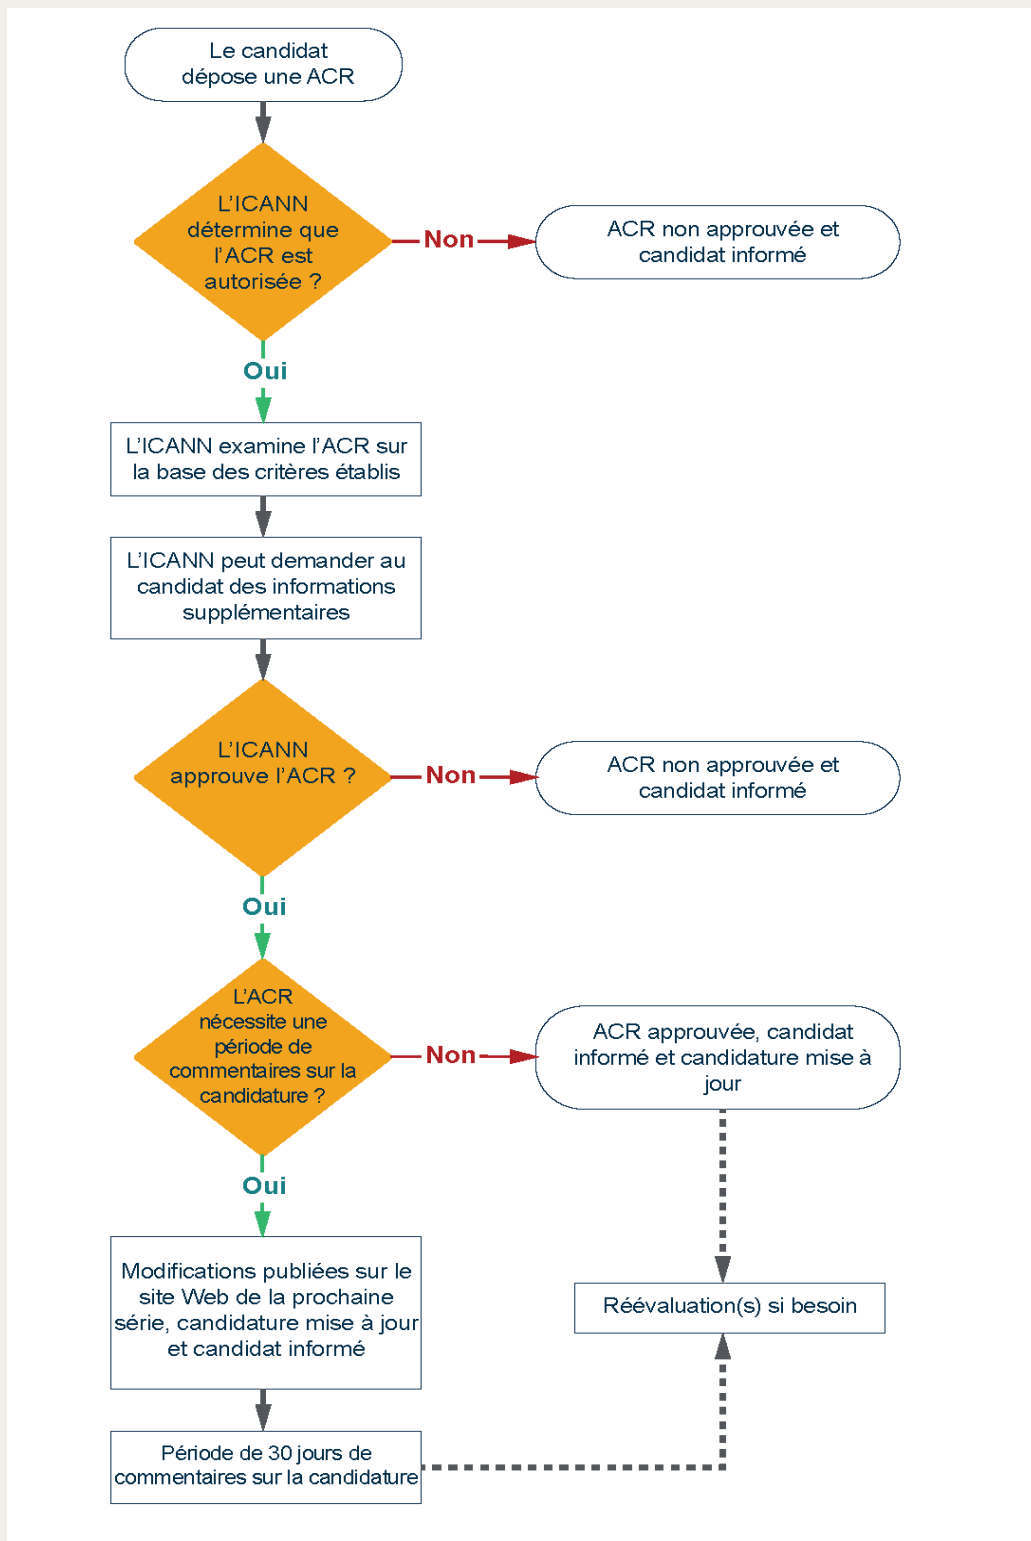 Le candidat
dépose une ACR
L'ICANN
détermine que
l'ACR est
autorisée ?
Non
ACR non approuvée et
candidat informé
Oui
L'ICANN examine l'ACR sur
la base des critères établis
L'ICANN peut demander au
candidat des informations
supplémentaires
L'ICANN
approuve l'ACR ?
Non
ACR non approuvée et
candidat informé
Oui
L'ACR
nécessite une
période de
commentaires sur la
candidature ?
Non
ACR approuvée, candidat
informé et candidature mise à
jour
Oui
Modifications publiées sur le
site Web de la prochaine
série, candidature mise à jour
et candidat informé
Réévaluation(s) si besoin
Période de 30 jours de
commentaires sur la candidature